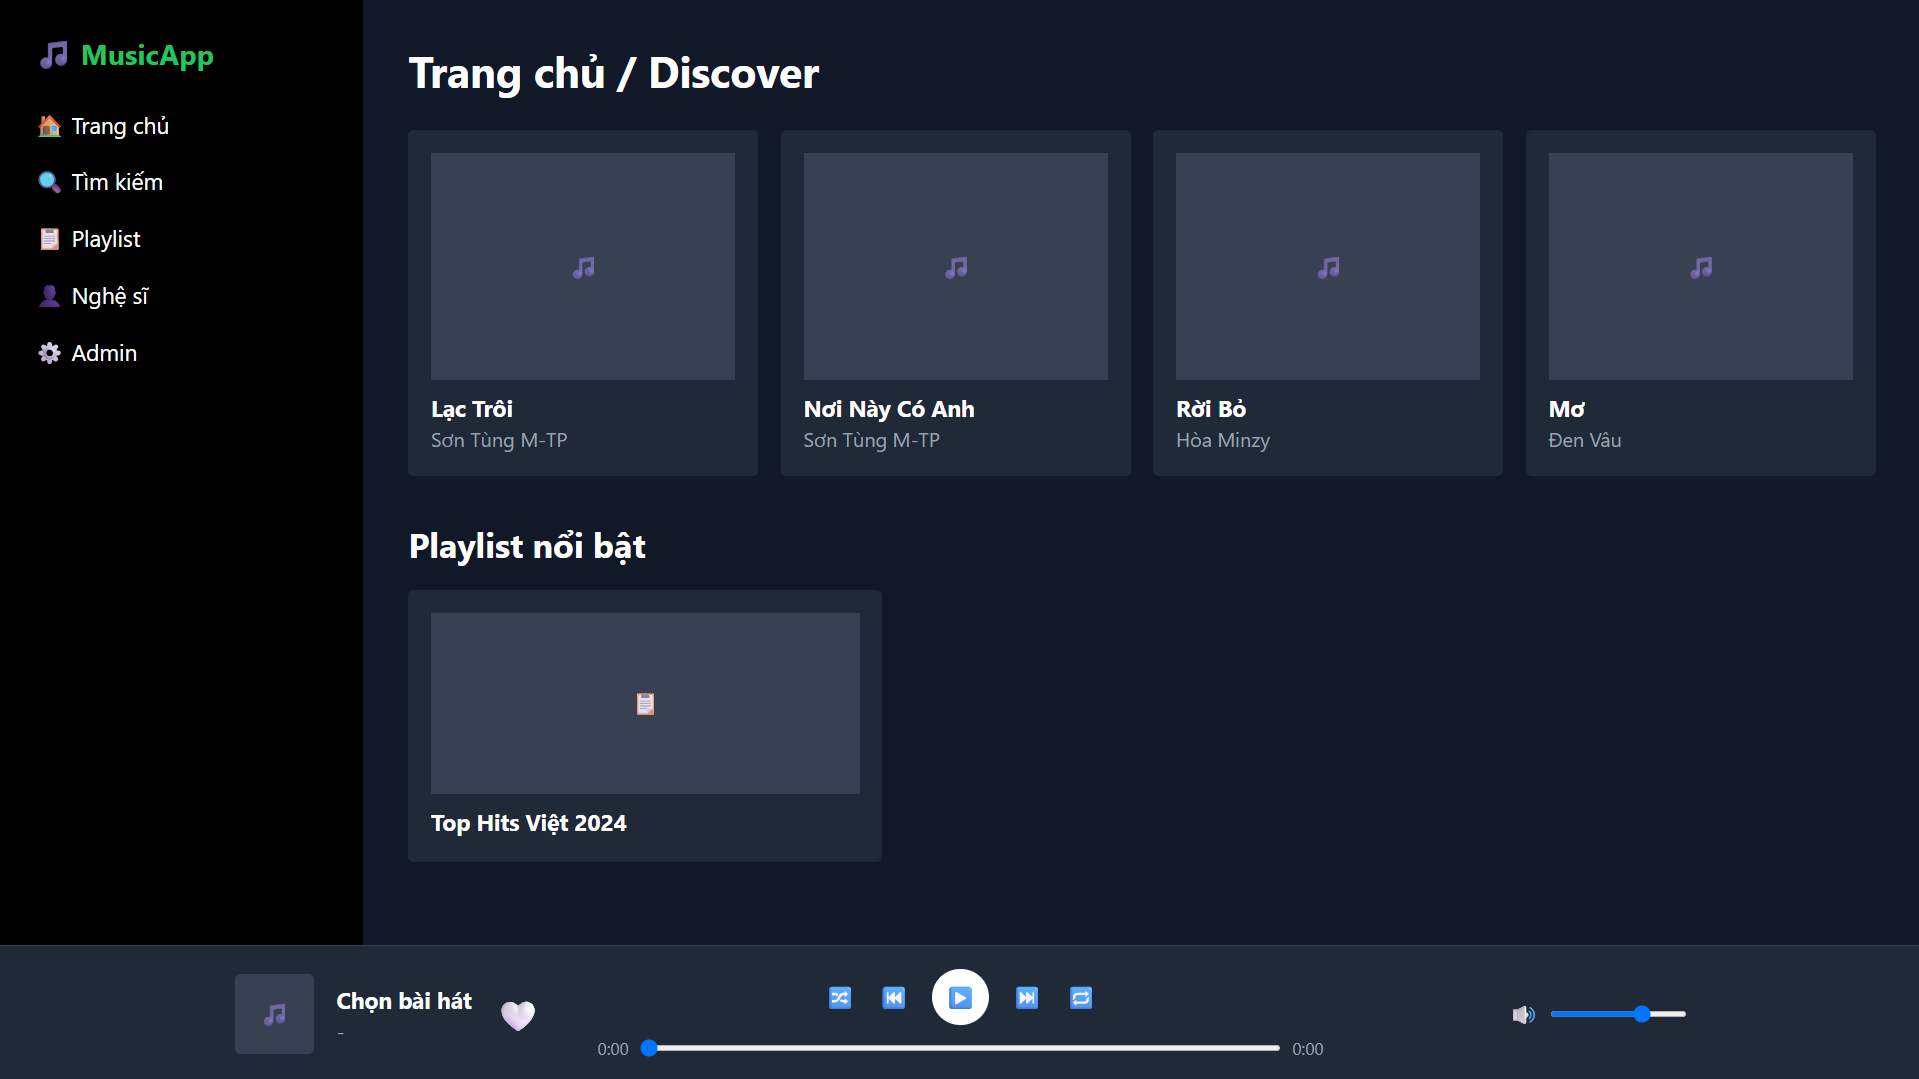 MusicApp
Trang chủ
Tìm kiếm
Playlist
Nghệ sĩ
Admin
Trang chủ / Discover
Lạc Trôi
Sơn Tùng M-TP
Nơi Này Có Anh
Sơn Tùng M-TP
Rời Bỏ
Hòa Minzy
Mơ
Đen Vâu
Playlist nổi bật
Top Hits Việt 2024
Chọn bài hát
-
0:00
0:00